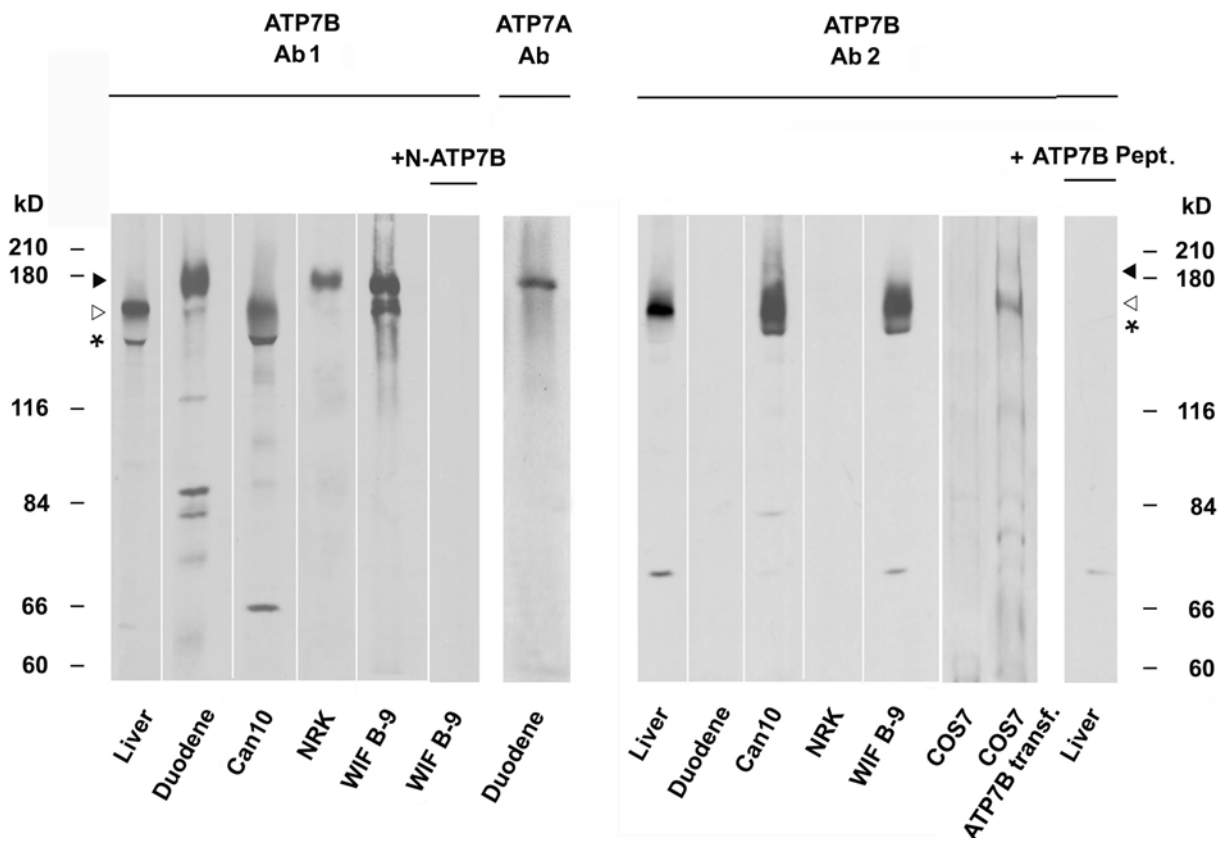 ATP7B
Ab 1
ATP7A
Ab
ATP7B
Ab 2
+N-ATP7B
+ ATP7B Pept.
kD
210
180
*
116
84
66
60
kD
210
180
*
116
84
66
60
Liver
Duodene
Can10
NRK
WIF B-9
WIF B-9
Duodene
Liver
Duodene
Can10
NRK
WIF B-9
COS7
COS7
ATP7B transf.
Liver